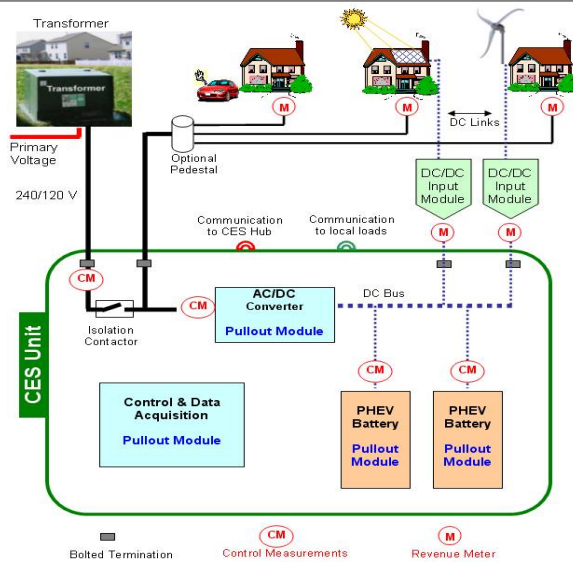 Transformer
Transformer
Primary
Voltage
240/120 V
M
M
M
DC Links
Optional
Pedestal
DC/DC
Input
Module
DC/DC
Input
Module
Communication
to CES Hub
Communication
to local loads
M
M
CM
CM
AC/DC
Converter
Pullout Module
DC Bus
Isolation
Contactor
CES Unit
CM
CM
Control & Data
Acquisition
Pullout Module
PHEV
Battery
Pullout
Module
PHEV
Battery
Pullout
Module
Bolted Termination
CM
Control Measurements
M
Revenue Meter